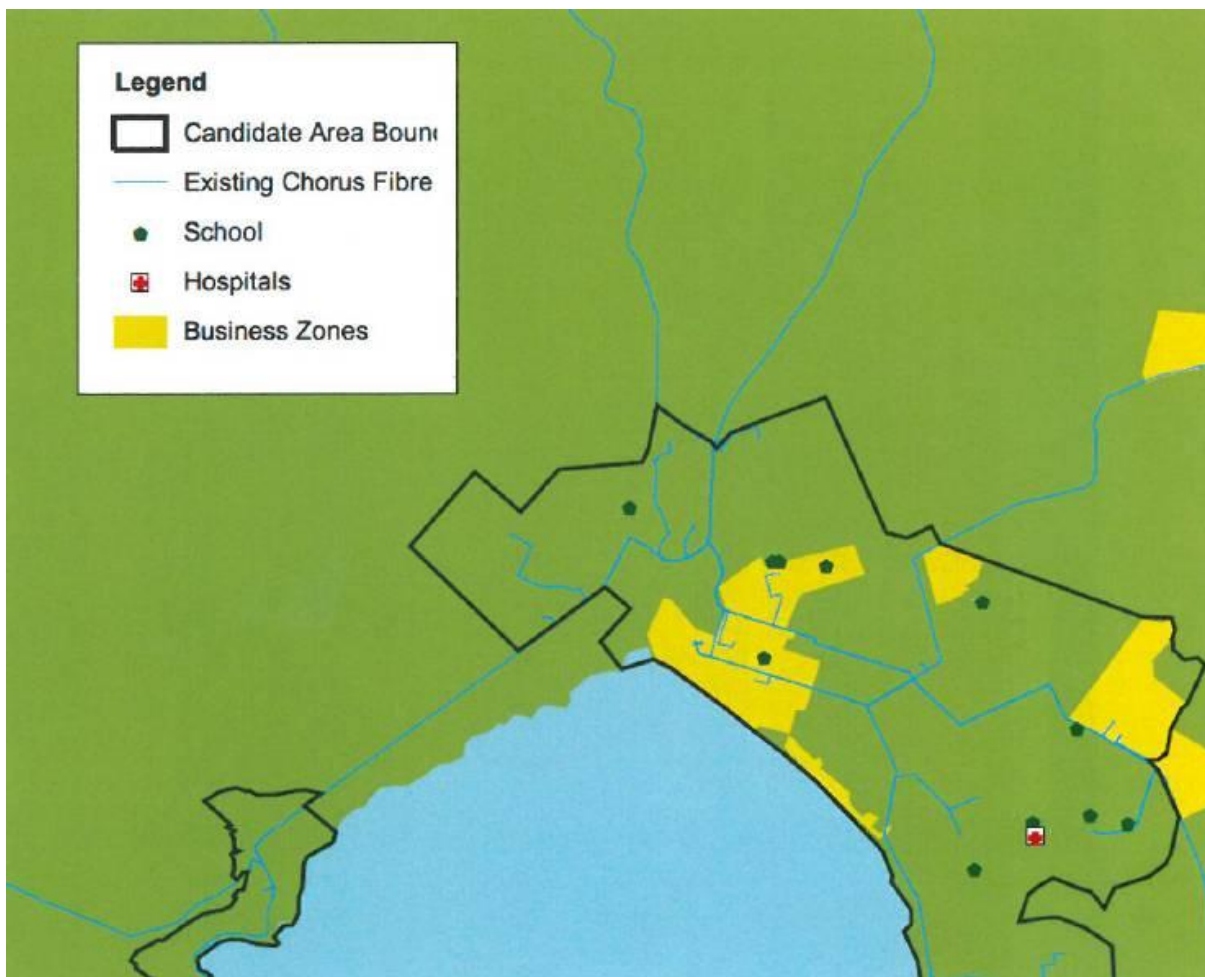 Legend
Candidate Area Boun
Existing Chorus Fibre
School
Hospitals
Business Zones